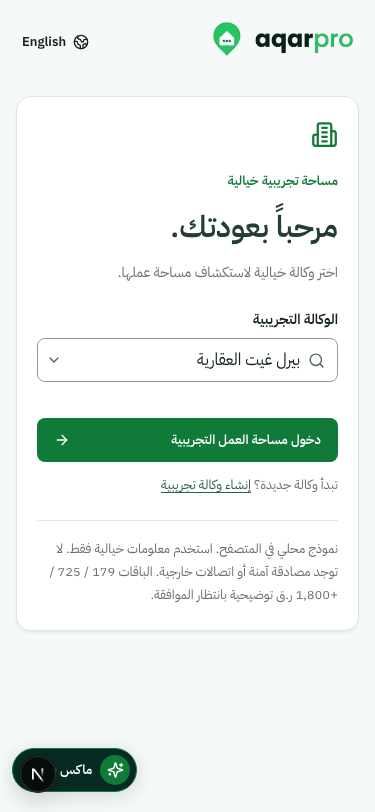 aqarpro
English
مساحة تجريبية خيالية
مرحباً بعودتك.
اختر وكالة خيالية لاستكشاف مساحة عملها.
الوكالة التجريبية
بيرل غيت العقارية
دخول مساحة العمل التجريبية
تبدأ وكالة جديدة؟ إنشاء وكالة تجريبية
نموذج محلي في المتصفح. استخدم معلومات خيالية فقط. لا
توجد مصادقة آمنة أو اتصالات خارجية. الباقات 179 / 725 /
1,800+ ر.ق توضيحية بانتظار الموافقة.
ماكس
N